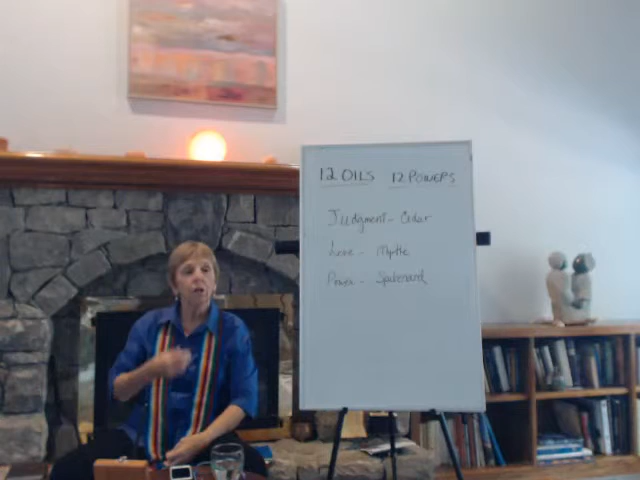 12 OILS 12 POWERS
Judgment - Cedar
Love - Myrtle
Power - Spikenard